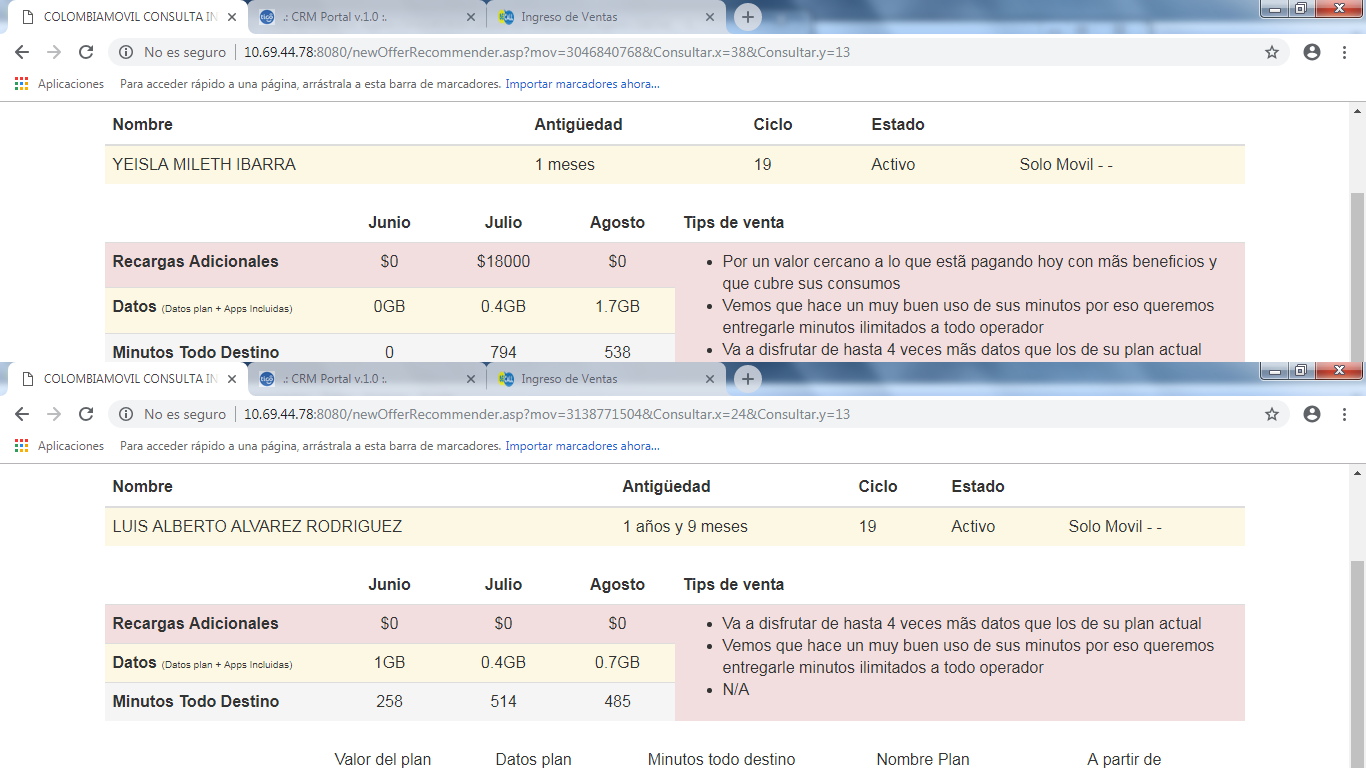 COLOMBIAMOVIL CONSULTA IN
.: CRM Portal v.1.0 :.
Ingreso de Ventas
No es seguro | 10.69.44.78:8080/newOfferRecommender.asp?mov=3046840768&Consultar.x=38&Consultar.y=13
Aplicaciones Para acceder rápido a una página, arrástrala a esta barra de marcadores. Importar marcadores ahora...
Nombre Antigüedad Ciclo Estado
YEISLA MILETH IBARRA 1 meses 19 Activo Solo Movil - -
Junio Julio Agosto Tips de venta
Recargas Adicionales $0 $18000 $0
• Por un valor cercano a lo que estã pagando hoy con mãs beneficios y
que cubre sus consumos
Datos (Datos plan + Apps Incluidas) 0GB 0.4GB 1.7GB
• Vemos que hace un muy buen uso de sus minutos por eso queremos
entregarle minutos ilimitados a todo operador
Minutos Todo Destino 0 794 538
• Va a disfrutar de hasta 4 veces mãs datos que los de su plan actual
COLOMBIAMOVIL CONSULTA IN
tigo .: CRM Portal v.1.0 :.
Ingreso de Ventas
No es seguro | 10.69.44.78:8080/newOfferRecommender.asp?mov=3138771504&Consultar.x=24&Consultar.y=13
Aplicaciones Para acceder rápido a una página, arrástrala a esta barra de marcadores. Importar marcadores ahora...
Nombre Antigüedad Ciclo Estado
LUIS ALBERTO ALVAREZ RODRIGUEZ 1 años y 9 meses 19 Activo Solo Movil - -
Junio Julio Agosto Tips de venta
Recargas Adicionales $0 $0 $0
• Va a disfrutar de hasta 4 veces mãs datos que los de su plan actual
Datos (Datos plan + Apps Incluidas) 1GB 0.4GB 0.7GB
• Vemos que hace un muy buen uso de sus minutos por eso queremos
entregarle minutos ilimitados a todo operador
Minutos Todo Destino 258 514 485
• N/A
Valor del plan Datos plan Minutos todo destino Nombre Plan A partir de